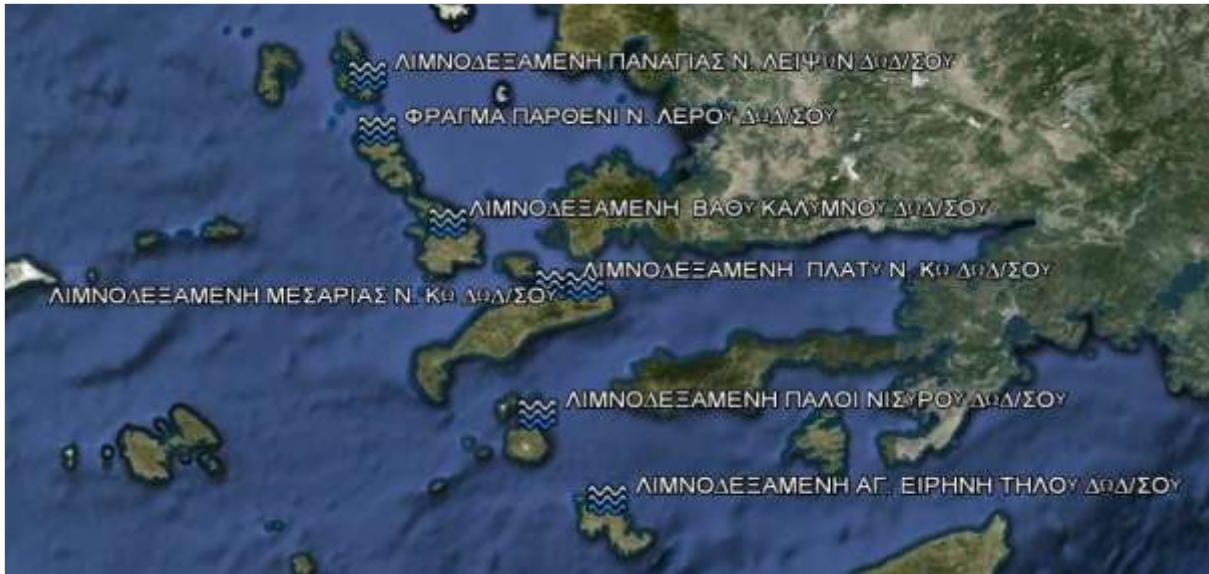 ΛΙΜΝΟΔΕΞΑΜΕΝΗ ΠΑΝΑΓΙΑΣ Ν. ΛΕΙΨΩΝ ΔΩΔ/ΣΟΥ
ΦΡΑΓΜΑ ΠΑΡΘΕΝΙ Ν. ΛΕΡΟΥ ΔΩΔ/ΣΟΥ
ΛΙΜΝΟΔΕΞΑΜΕΝΗ ΒΑΘΥ ΚΑΛΥΜΝΟΥ ΔΩΔ/ΣΟΥ
ΛΙΜΝΟΔΕΞΑΜΕΝΗ ΠΛΑΤΥ Ν. ΚΩ ΔΩΔ/ΣΟΥ
ΛΙΜΝΟΔΕΞΑΜΕΝΗ ΜΕΣΑΡΙΑΣ Ν. ΚΩ ΔΩΔ/ΣΟΥ
ΛΙΜΝΟΔΕΞΑΜΕΝΗ ΠΑΛΟΙ ΝΙΣΥΡΟΥ ΔΩΔ/ΣΟΥ
ΛΙΜΝΟΔΕΞΑΜΕΝΗ ΑΓ. ΕΙΡΗΝΗ ΤΗΛΟΥ ΔΩΔ/ΣΟΥ